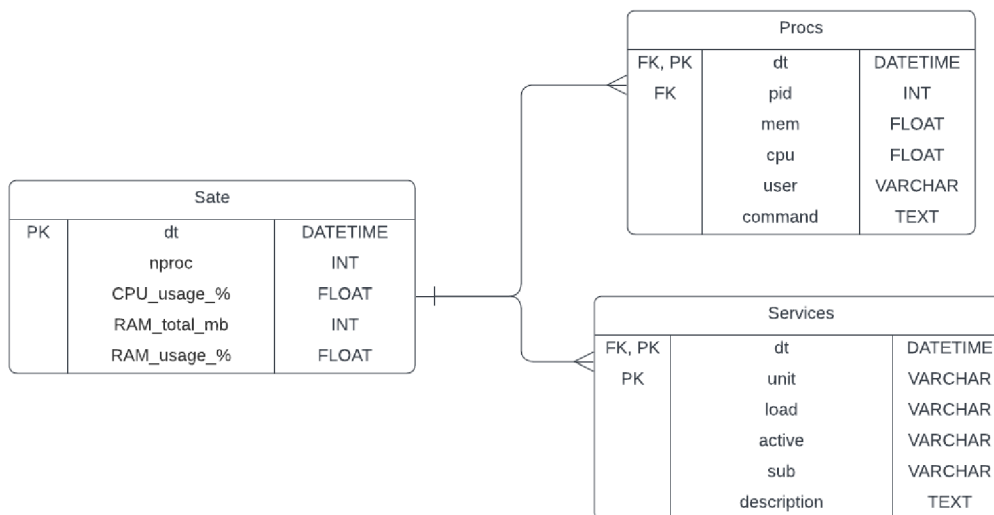 Procs
FK, PK dt DATETIME
FK pid INT
mem FLOAT
cpu FLOAT
user VARCHAR
command TEXT
Sate
PK dt DATETIME
nproc INT
CPU_usage_% FLOAT
RAM_total_mb INT
RAM_usage_% FLOAT
Services
FK, PK dt DATETIME
PK unit VARCHAR
load VARCHAR
active VARCHAR
sub VARCHAR
description TEXT